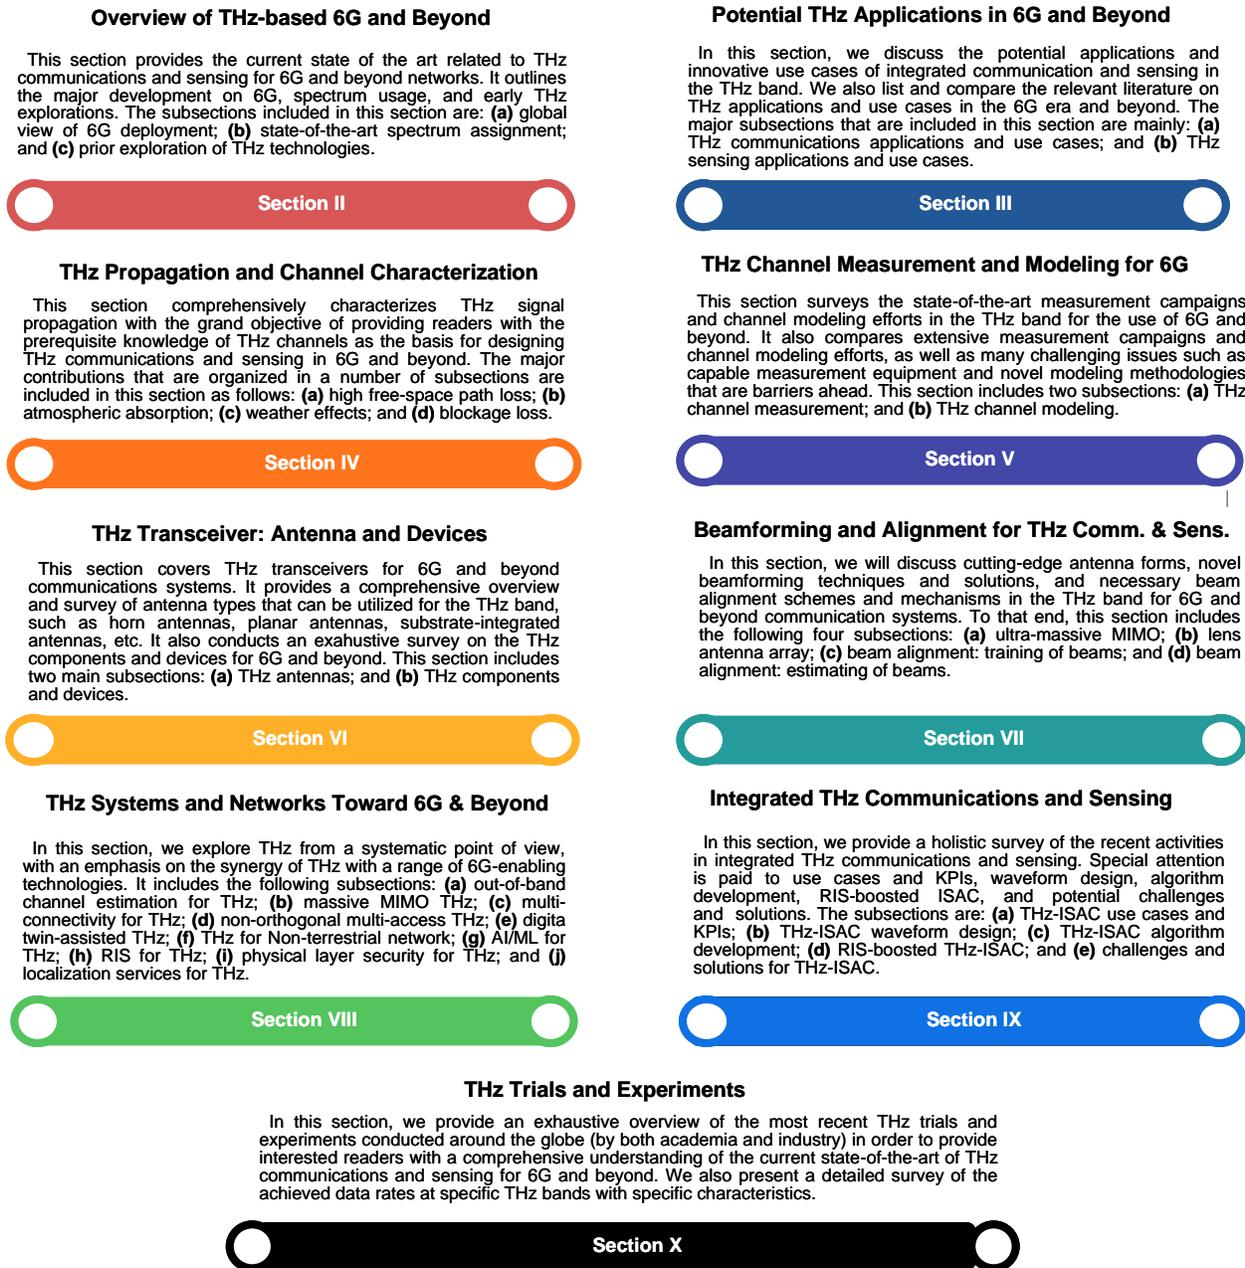 Overview of THz-based 6G and Beyond
This section provides the current state of the art related to THz
communications and sensing for 6G and beyond networks. It outlines
the major development on 6G, spectrum usage, and early THz
explorations. The subsections included in this section are: (a) global
view of 6G deployment; (b) state-of-the-art spectrum assignment;
and (c) prior exploration of THz technologies.
Section II
Potential THz Applications in 6G and Beyond
In this section, we discuss the potential applications and
innovative use cases of integrated communication and sensing in
the THz band. We also list and compare the relevant literature on
THz applications and use cases in the 6G era and beyond. The
major subsections that are included in this section are mainly: (a)
THz communications applications and use cases; and (b) THz
sensing applications and use cases.
Section III
THz Propagation and Channel Characterization
This section comprehensively characterizes THz signal
propagation with the grand objective of providing readers with the
prerequisite knowledge of THz channels as the basis for designing
THz communications and sensing in 6G and beyond. The major
contributions that are organized in a number of subsections are
included in this section as follows: (a) high free-space path loss; (b)
atmospheric absorption; (c) weather effects; and (d) blockage loss.
Section IV
THz Channel Measurement and Modeling for 6G
This section surveys the state-of-the-art measurement campaigns
and channel modeling efforts in the THz band for the use of 6G and
beyond. It also compares extensive measurement campaigns and
channel modeling efforts, as well as many challenging issues such as
capable measurement equipment and novel modeling methodologies
that are barriers ahead. This section includes two subsections: (a) THz
channel measurement; and (b) THz channel modeling.
Section V
THz Transceiver: Antenna and Devices
This section covers THz transceivers for 6G and beyond
communications systems. It provides a comprehensive overview
and survey of antenna types that can be utilized for the THz band,
such as horn antennas, planar antennas, substrate-integrated
antennas, etc. It also conducts an exahustive survey on the THz
components and devices for 6G and beyond. This section includes
two main subsections: (a) THz antennas; and (b) THz components
and devices.
Section VI
Beamforming and Alignment for THz Comm. & Sens.
In this section, we will discuss cutting-edge antenna forms, novel
beamforming techniques and solutions, and necessary beam
alignment schemes and mechanisms in the THz band for 6G and
beyond communication systems. To that end, this section includes
the following four subsections: (a) ultra-massive MIMO; (b) lens
antenna array; (c) beam alignment: training of beams; and (d) beam
alignment: estimating of beams.
Section VII
THz Systems and Networks Toward 6G & Beyond
In this section, we explore THz from a systematic point of view,
with an emphasis on the synergy of THz with a range of 6G-enabling
technologies. It includes the following subsections: (a) out-of-band
channel estimation for THz; (b) massive MIMO THz; (c) multi-
connectivity for THz; (d) non-orthogonal multi-access THz; (e) digita
twin-assisted THz; (f) THz for Non-terrestrial network; (g) AI/ML for
THz; (h) RIS for THz; (i) physical layer security for THz; and (j)
localization services for THz.
Section VIII
Integrated THz Communications and Sensing
In this section, we provide a holistic survey of the recent activities
in integrated THz communications and sensing. Special attention
is paid to use cases and KPIs, waveform design, algorithm
development, RIS-boosted ISAC, and potential challenges
and solutions. The subsections are: (a) THz-ISAC use cases and
KPIs; (b) THz-ISAC waveform design; (c) THz-ISAC algorithm
development; (d) RIS-boosted THz-ISAC; and (e) challenges and
solutions for THz-ISAC.
Section IX
THz Trials and Experiments
In this section, we provide an exhaustive overview of the most recent THz trials and
experiments conducted around the globe (by both academia and industry) in order to provide
interested readers with a comprehensive understanding of the current state-of-the-art of THz
communications and sensing for 6G and beyond. We also present a detailed survey of the
achieved data rates at specific THz bands with specific characteristics.
Section X